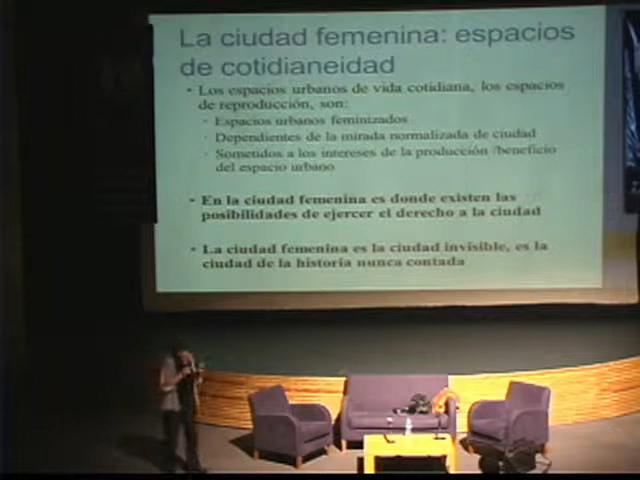 La ciudad femenina: espacios
de cotidianeidad
• Los espacios urbanos de vida cotidiana, los espacios
de reproducción, son:
• Espacios urbanos feminizados
• Dependientes de la mirada normalizada de ciudad
• Sometidos a los intereses de la producción /beneficio
del espacio urbano
• En la ciudad femenina es donde existen las
posibilidades de ejercer el derecho a la ciudad
• La ciudad femenina es la ciudad invisible, es la
ciudad de la historia nunca contada